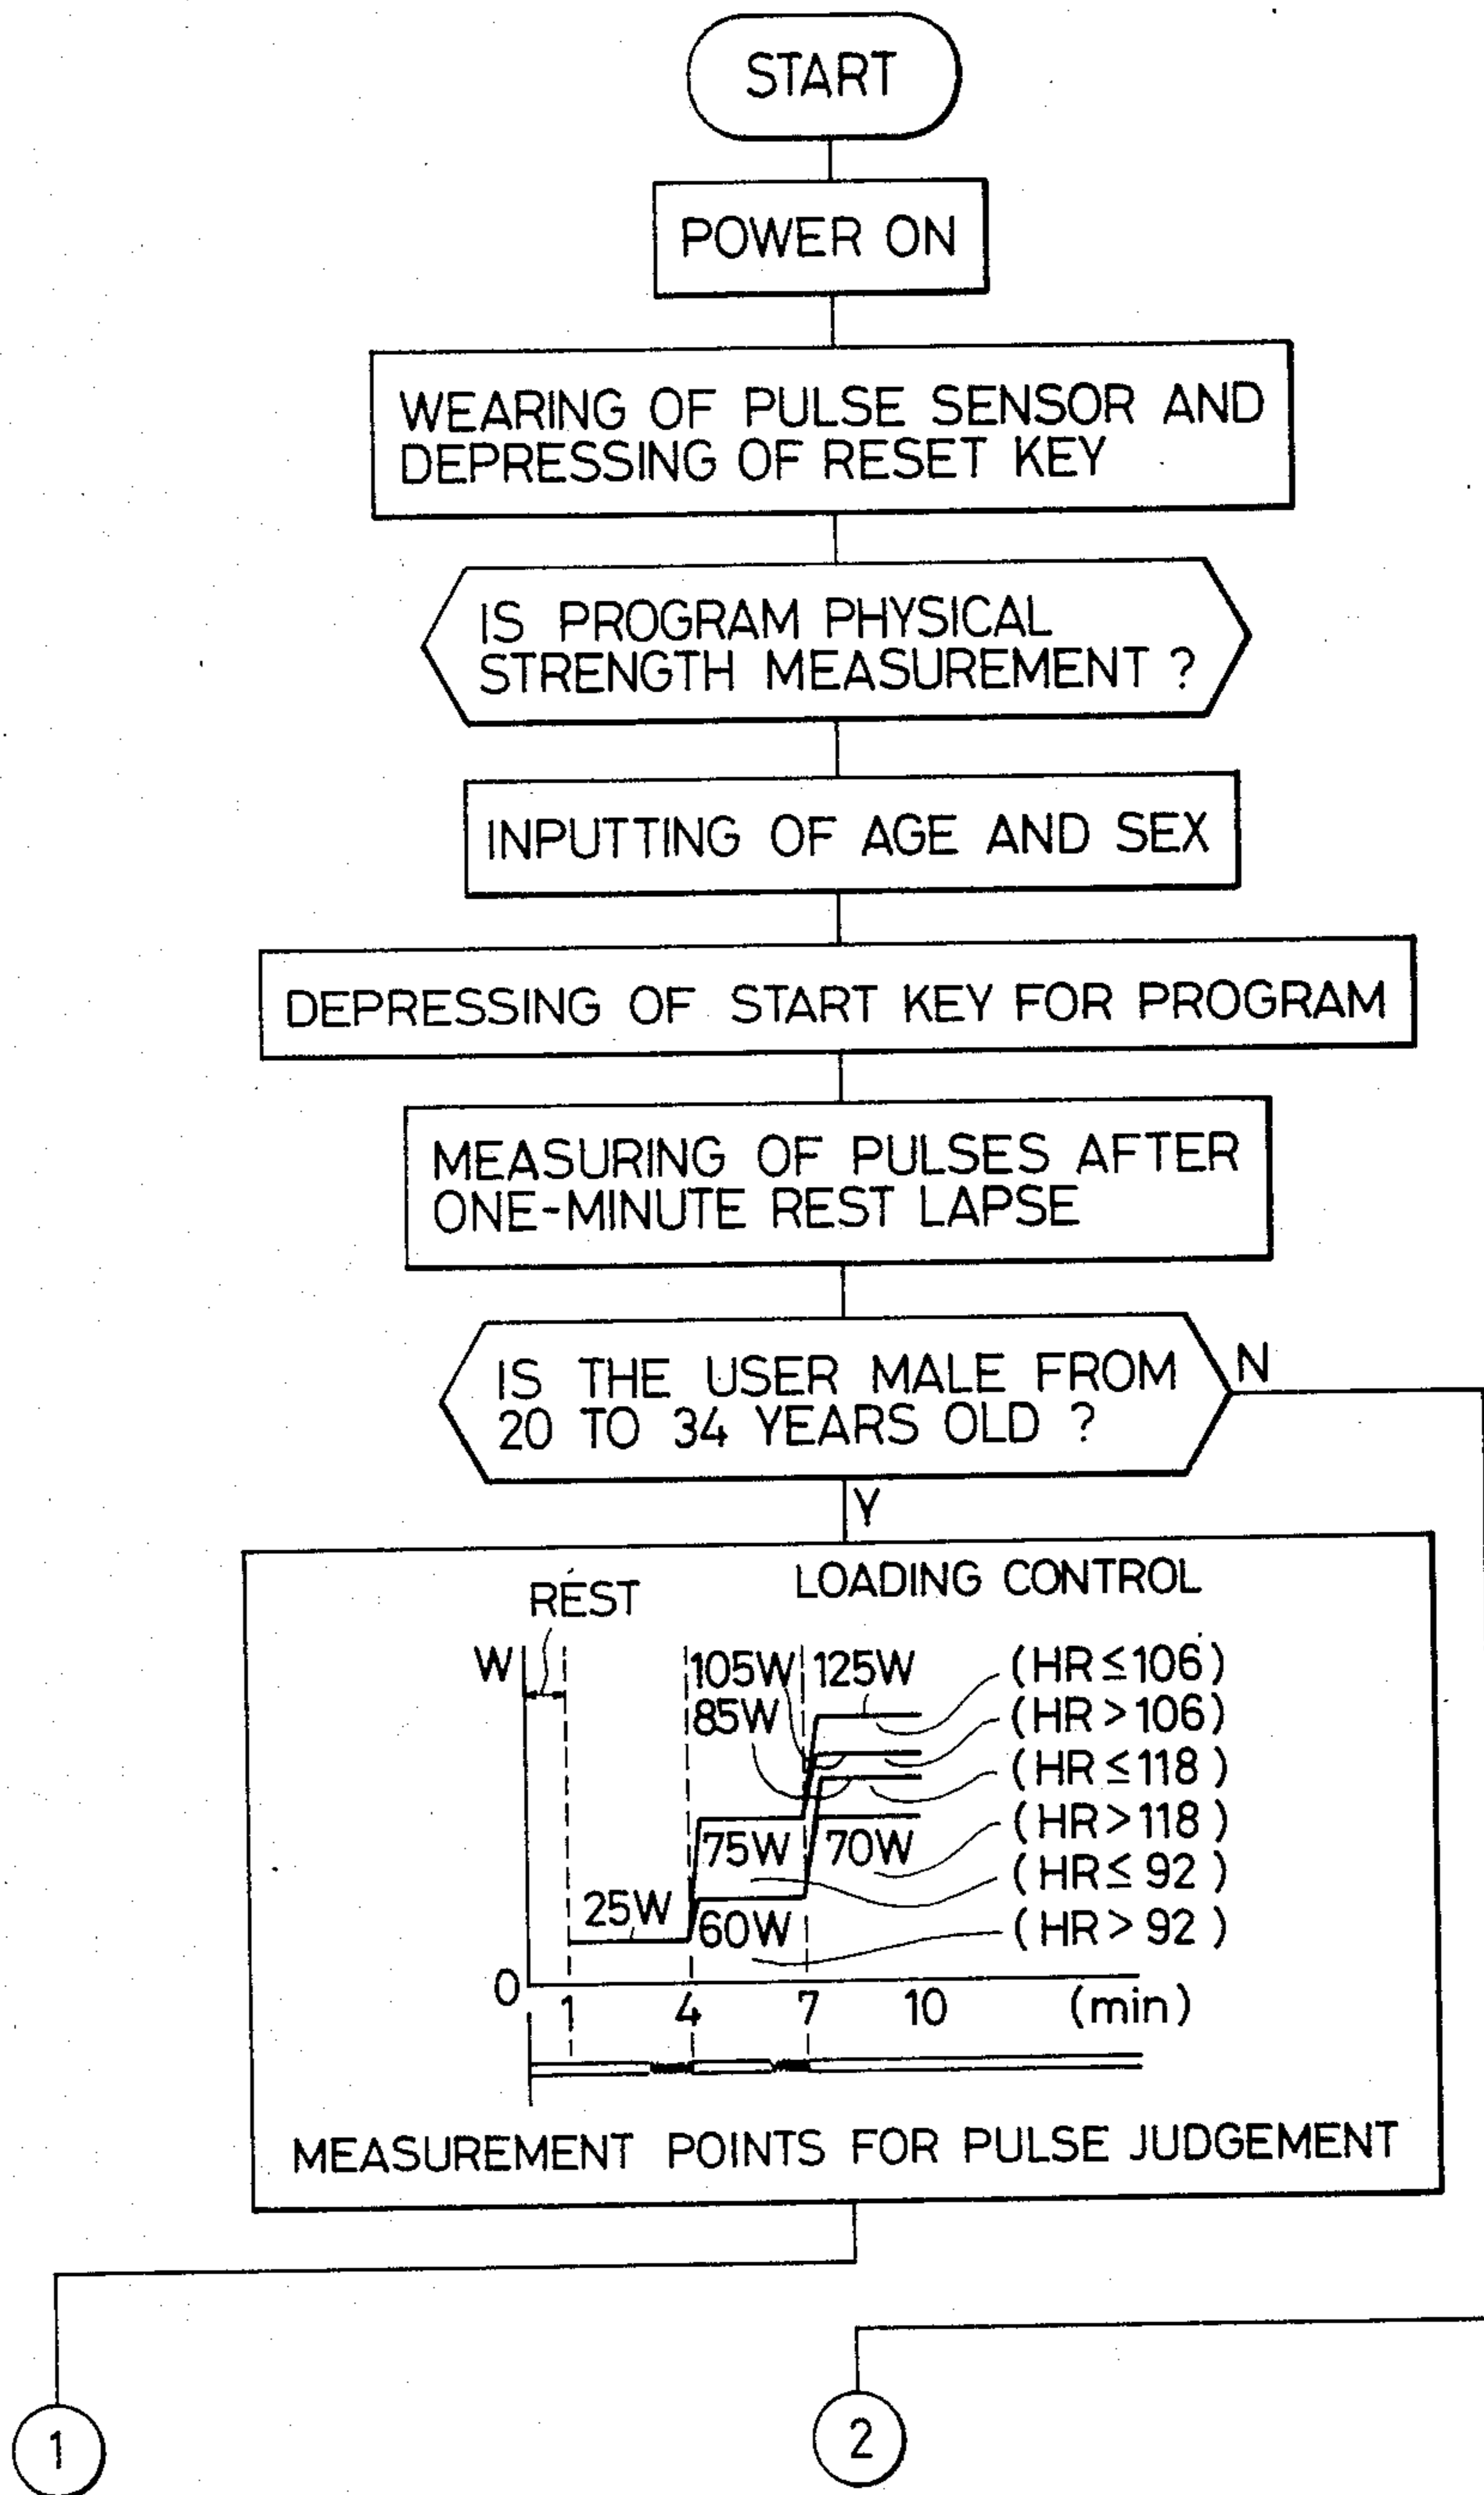 START
POWER ON
WEARING OF PULSE SENSOR AND
DEPRESSING OF RESET KEY
IS PROGRAM PHYSICAL
STRENGTH MEASUREMENT ?
INPUTTING OF AGE AND SEX
DEPRESSING OF START KEY FOR PROGRAM
MEASURING OF PULSES AFTER
ONE-MINUTE REST LAPSE
IS THE USER MALE FROM
20 TO 34 YEARS OLD ?
N
Y
LOADING CONTROL
REST
W
105W 125W (HR≤106)
85W (HR>106)
(HR≤118)
(HR>118)
75W 70W
(HR≤92)
25W 60W (HR>92)
0
1 4 7 10 (min)
MEASUREMENT POINTS FOR PULSE JUDGEMENT
1
2